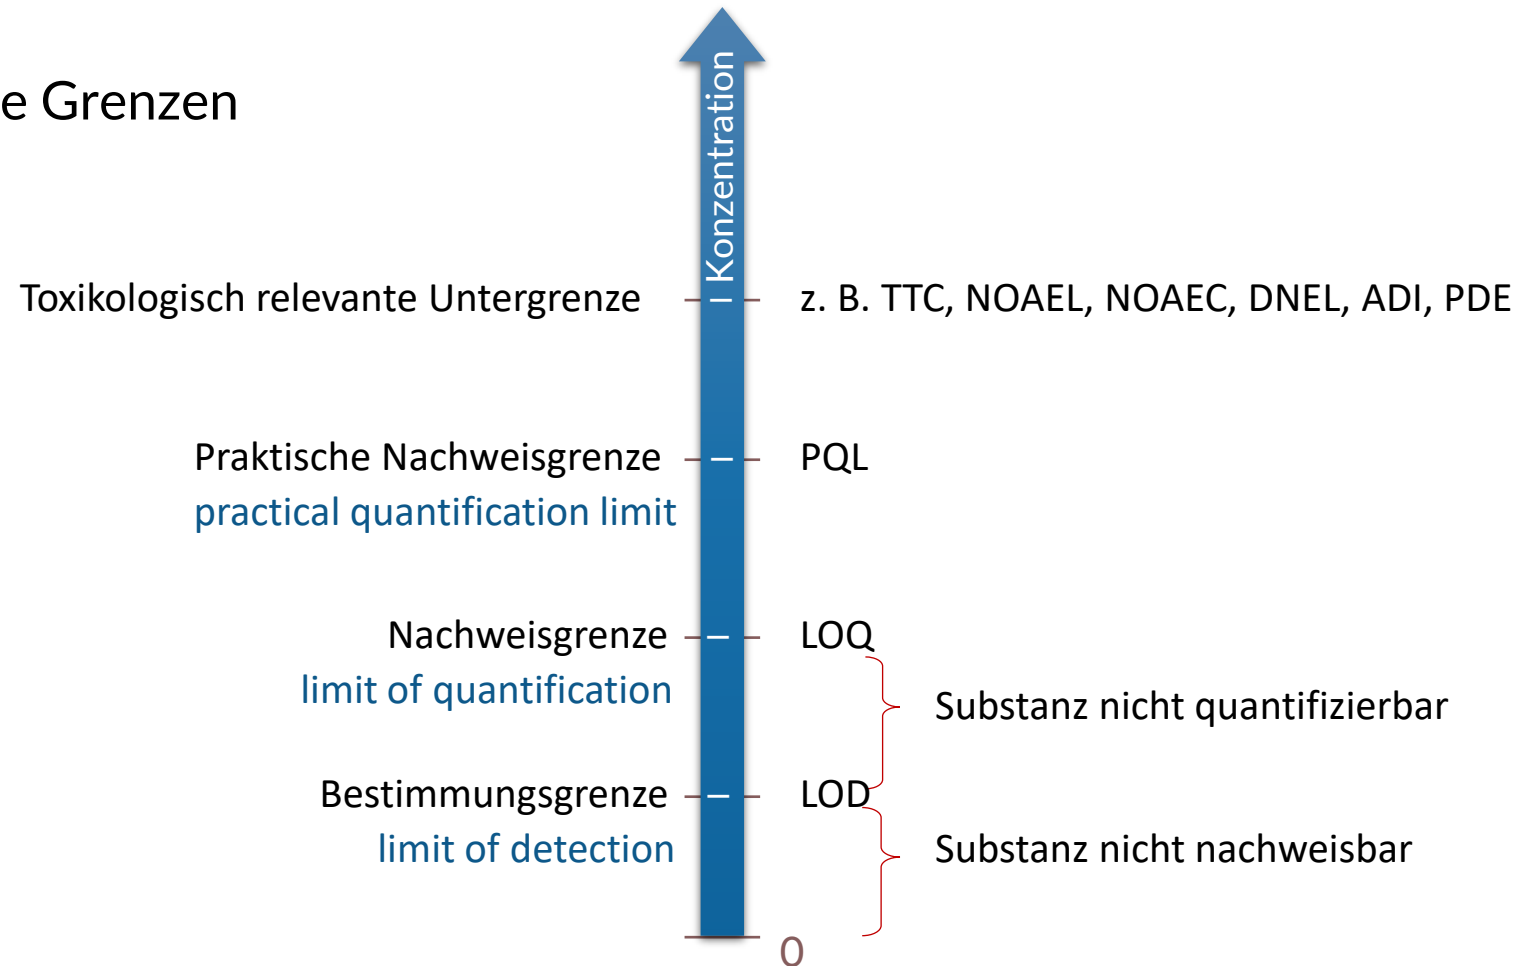 e Grenzen
Konzentration
Toxikologisch relevante Untergrenze
z. B. TTC, NOAEL, NOAEC, DNEL, ADI, PDE
Praktische Nachweisgrenze
PQL
practical quantification limit
Nachweisgrenze
LOQ
limit of quantification
Substanz nicht quantifizierbar
Bestimmungsgrenze
LOD
limit of detection
Substanz nicht nachweisbar
0